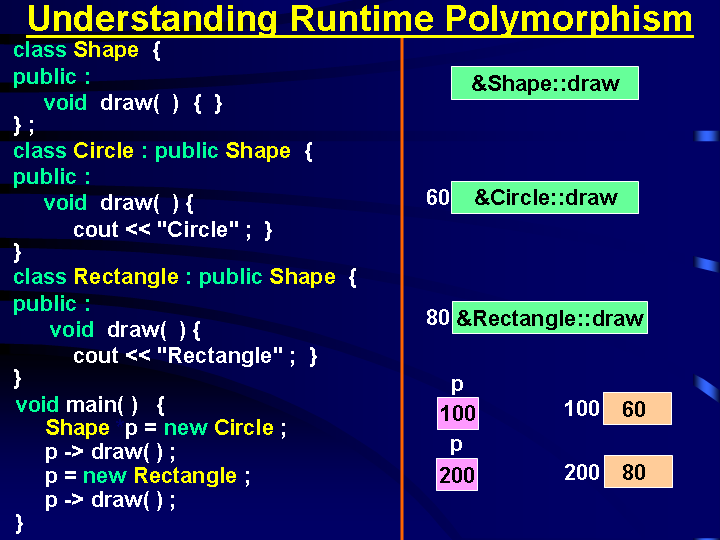 Understanding Runtime Polymorphism
class Shape {
public :
void draw( ) { }
} ;
class Circle : public Shape {
public :
void draw( ) {
cout << "Circle" ; }
}
class Rectangle : public Shape {
public :
void draw( ) {
cout << "Rectangle" ; }
}
void main( ) {
Shape p = new Circle ;
p -> draw( ) ;
p = new Rectangle ;
p -> draw( ) ;
}
&Shape::draw
60 &Circle::draw
80 &Rectangle::draw
p
100 100 60
p
200 200 80